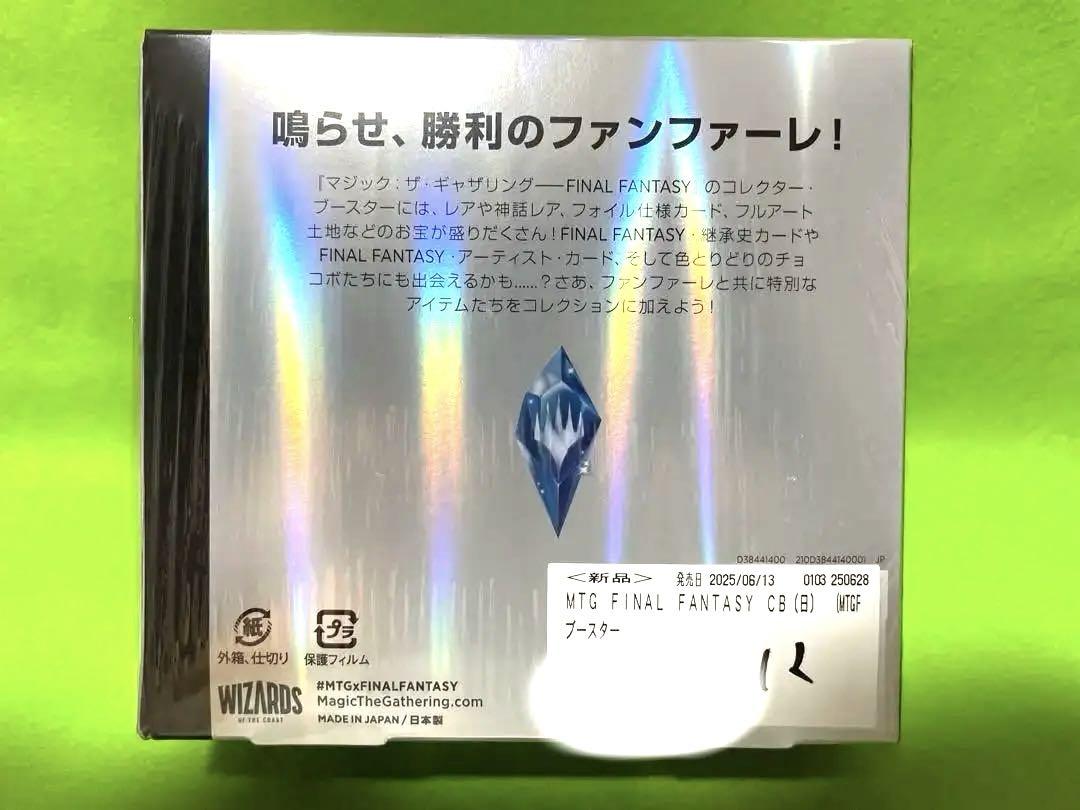 鳴らせ、勝利のファンファーレ!
『マジック：ザ・ギャザリング——FINAL FANTASY』のコレクター・
ブースターには、レアや神話レア、フォイル仕様カード、フルアート
土地などのお宝が盛りだくさん!FINAL FANTASY・継承史カードや
FINAL FANTASY・アーティスト・カード、そして色とりどりのチョ
コボたちにも出会えるかも......?さあ、ファンファーレと共に特別な
アイテムたちをコレクションに加えよう!
D38441400 210D384414000I JP
＜新品＞ 発売日 2025/06/13 0103 250628
MTG FINAL FANTASY CB(日) (MTGF
ブースター
紙
外箱、仕切り
プラ
保護フィルム
WIZARDS
OF THE COAST
#MTGxFINALFANTASY
MagicTheGathering.com
MADE IN JAPAN / 日本製